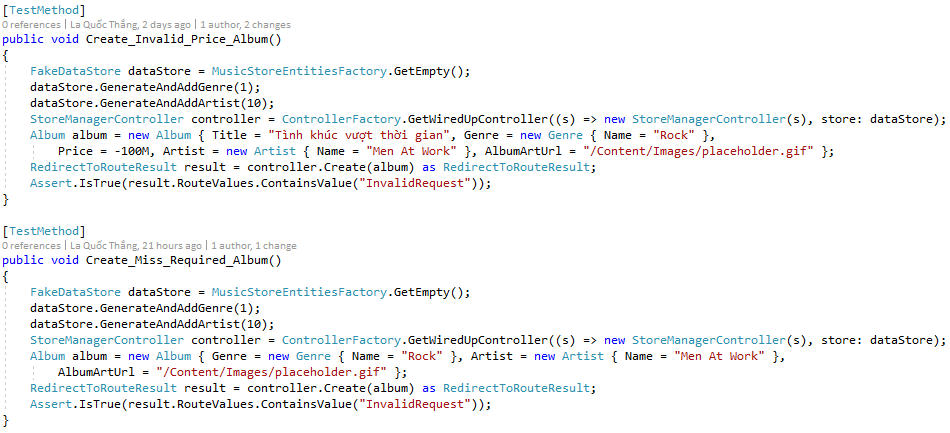 [TestMethod]
0 references | La Quốc Thắng, 2 days ago | 1 author, 2 changes
public void Create_Invalid_Price_Album()
{
    FakeDataStore dataStore = MusicStoreEntitiesFactory.GetEmpty();
    dataStore.GenerateAndAddGenre(1);
    dataStore.GenerateAndAddArtist(10);
    StoreManagerController controller = ControllerFactory.GetWiredUpController((s) => new StoreManagerController(s), store: dataStore);
    Album album = new Album { Title = "Tình khúc vượt thời gian", Genre = new Genre { Name = "Rock" },
        Price = -100M, Artist = new Artist { Name = "Men At Work" }, AlbumArtUrl = "/Content/Images/placeholder.gif" };
    RedirectToRouteResult result = controller.Create(album) as RedirectToRouteResult;
    Assert.IsTrue(result.RouteValues.ContainsValue("InvalidRequest"));
}
[TestMethod]
0 references | La Quốc Thắng, 21 hours ago | 1 author, 1 change
public void Create_Miss_Required_Album()
{
    FakeDataStore dataStore = MusicStoreEntitiesFactory.GetEmpty();
    dataStore.GenerateAndAddGenre(1);
    dataStore.GenerateAndAddArtist(10);
    StoreManagerController controller = ControllerFactory.GetWiredUpController((s) => new StoreManagerController(s), store: dataStore);
    Album album = new Album { Genre = new Genre { Name = "Rock" }, Artist = new Artist { Name = "Men At Work" },
        AlbumArtUrl = "/Content/Images/placeholder.gif" };
    RedirectToRouteResult result = controller.Create(album) as RedirectToRouteResult;
    Assert.IsTrue(result.RouteValues.ContainsValue("InvalidRequest"));
}